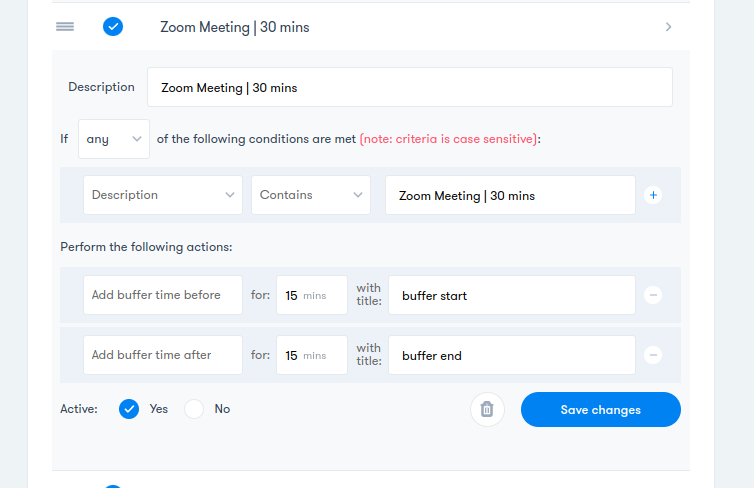 Zoom Meeting | 30 mins
Description Zoom Meeting | 30 mins
If any of the following conditions are met (note: criteria is case sensitive):
Description Contains Zoom Meeting | 30 mins +
Perform the following actions:
Add buffer time before for: 15 mins with title: buffer start
Add buffer time after for: 15 mins with title: buffer end
Active: Yes No Save changes